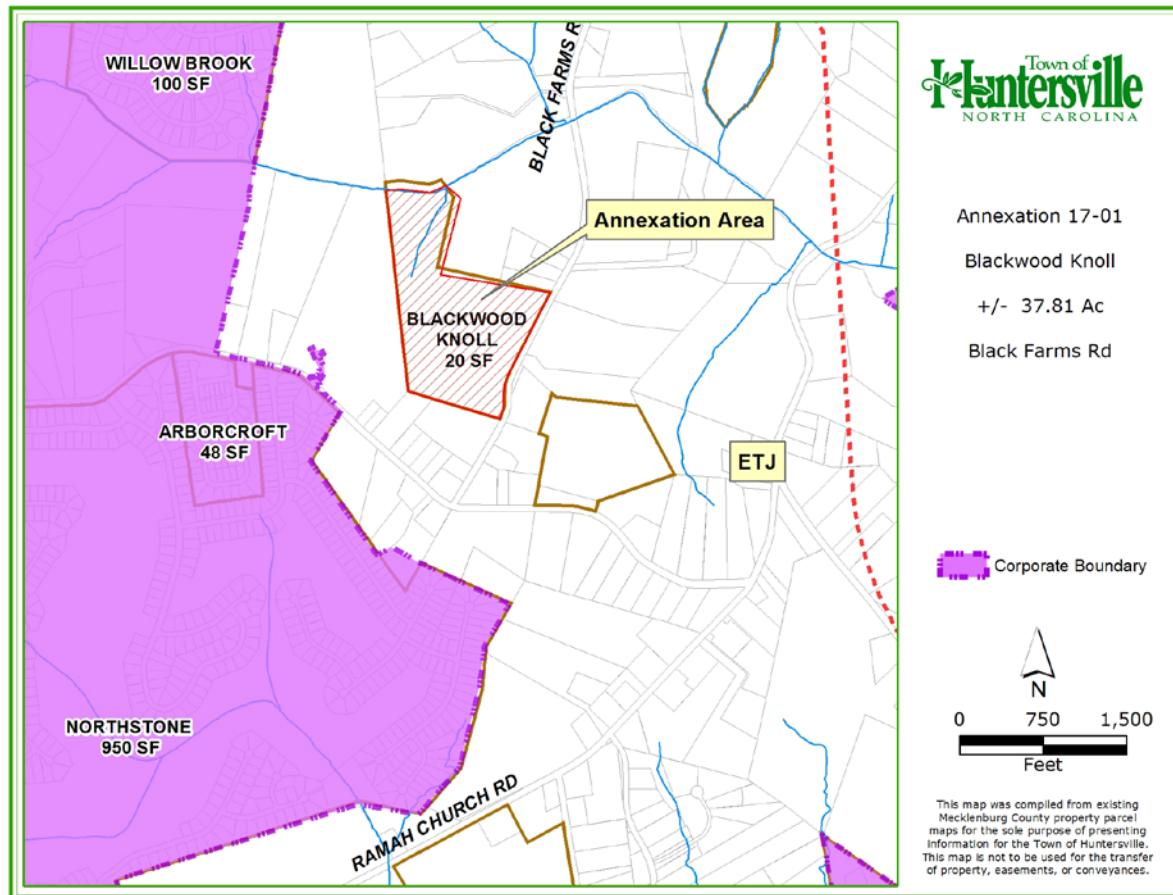 WILLOW BROOK
100 SF
BLACK FARMS R
Annexation Area
BLACKWOOD
KNOLL
20 SF
ARBORCROFT
48 SF
ETJ
NORTHSTONE
950 SF
RAMAH CHURCH RD
Town of
Huntersville
NORTH CAROLINA
Annexation 17-01
Blackwood Knoll
+/- 37.81 Ac
Black Farms Rd
Corporate Boundary
N
0 750 1,500
Feet
This map was compiled from existing
Mecklenburg County property parcel
maps for the sole purpose of presenting
information for the Town of Huntersville.
This map is not to be used for the transfer
of property, easements, or conveyances.